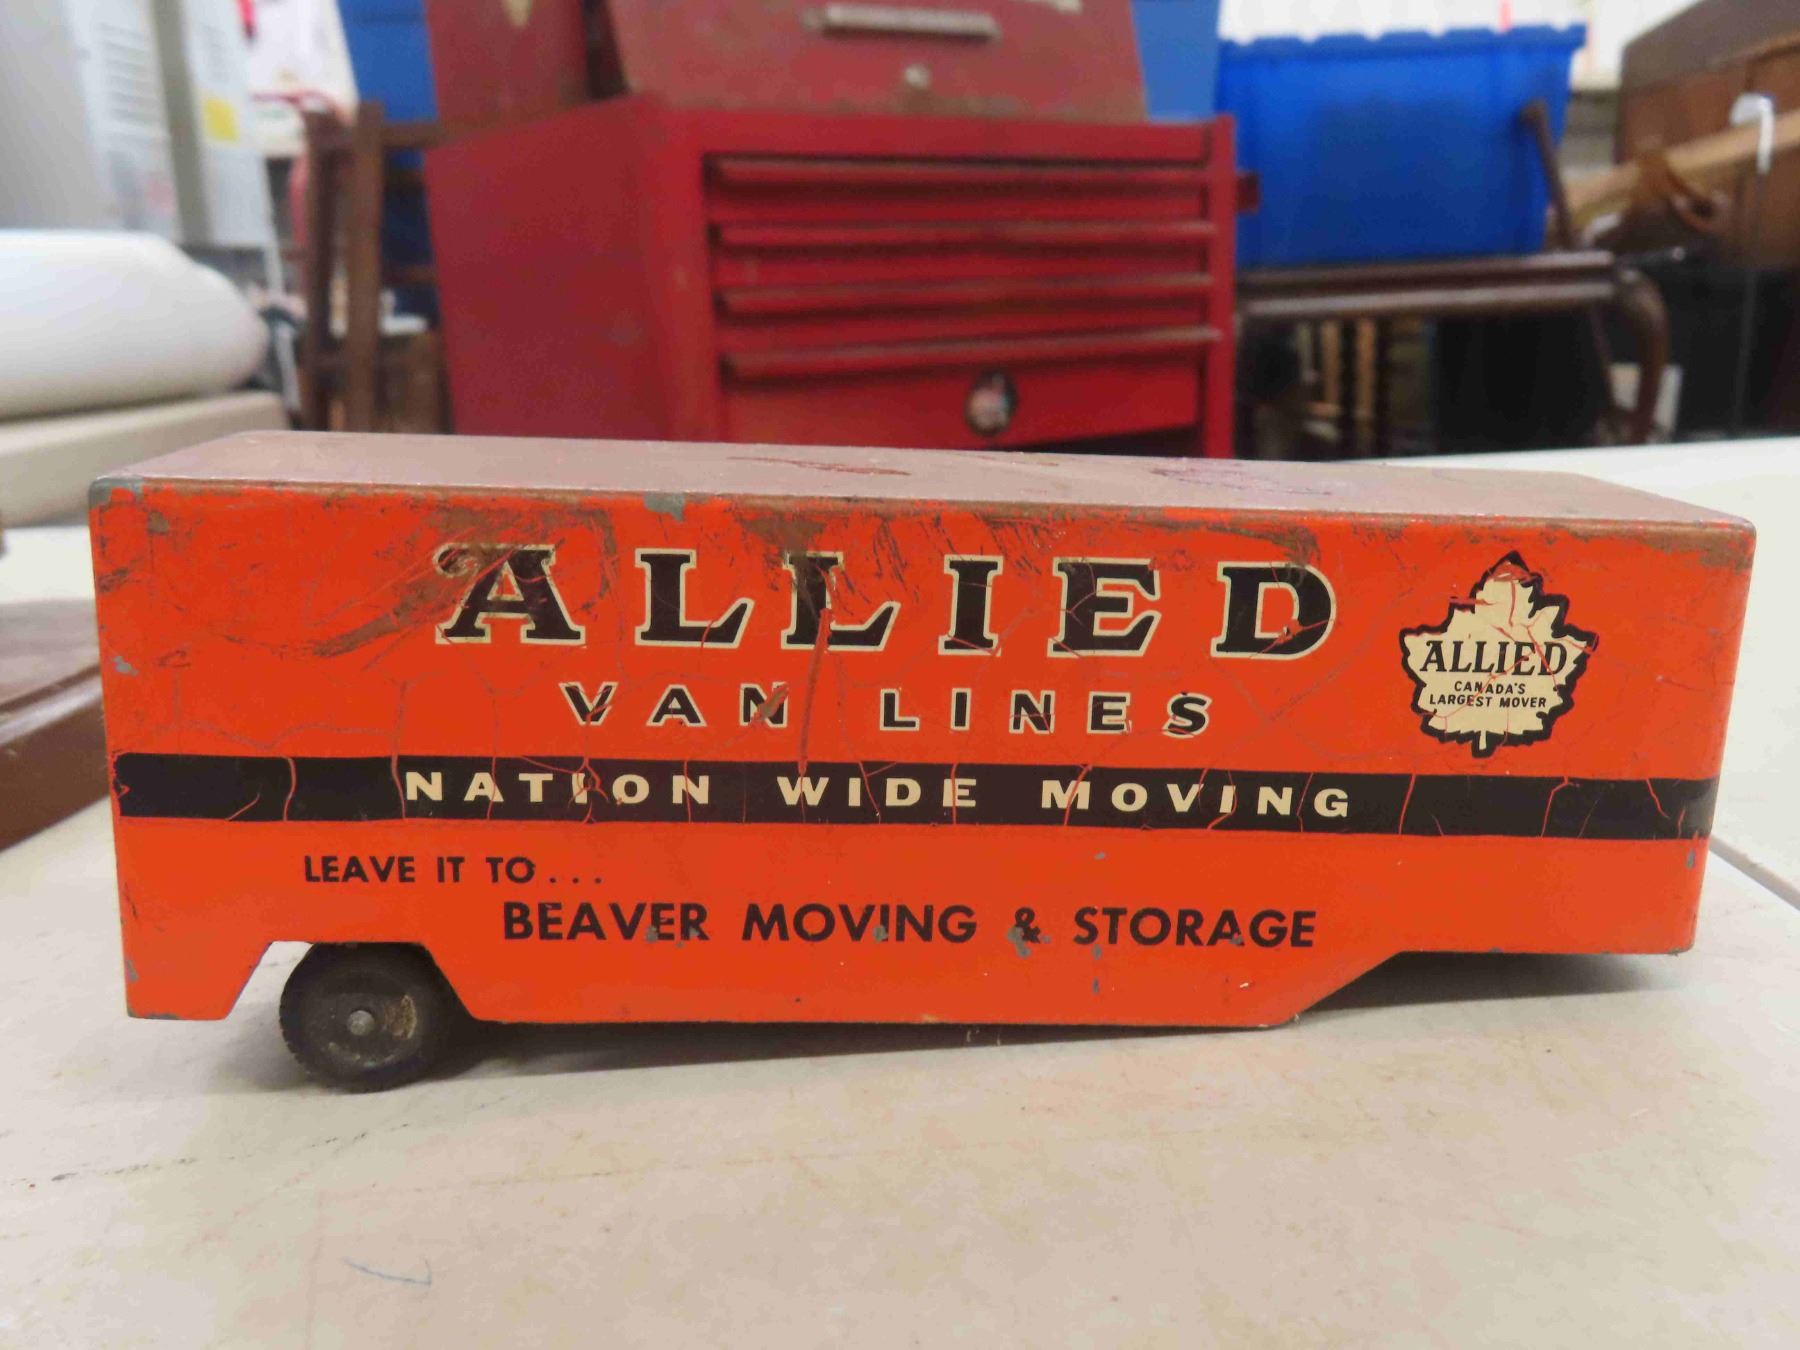 ALLIED
VAN LINES
NATION WIDE MOVING
LEAVE IT TO...
BEAVER MOVING & STORAGE
ALLIED
CANADA'S
LARGEST MOVER